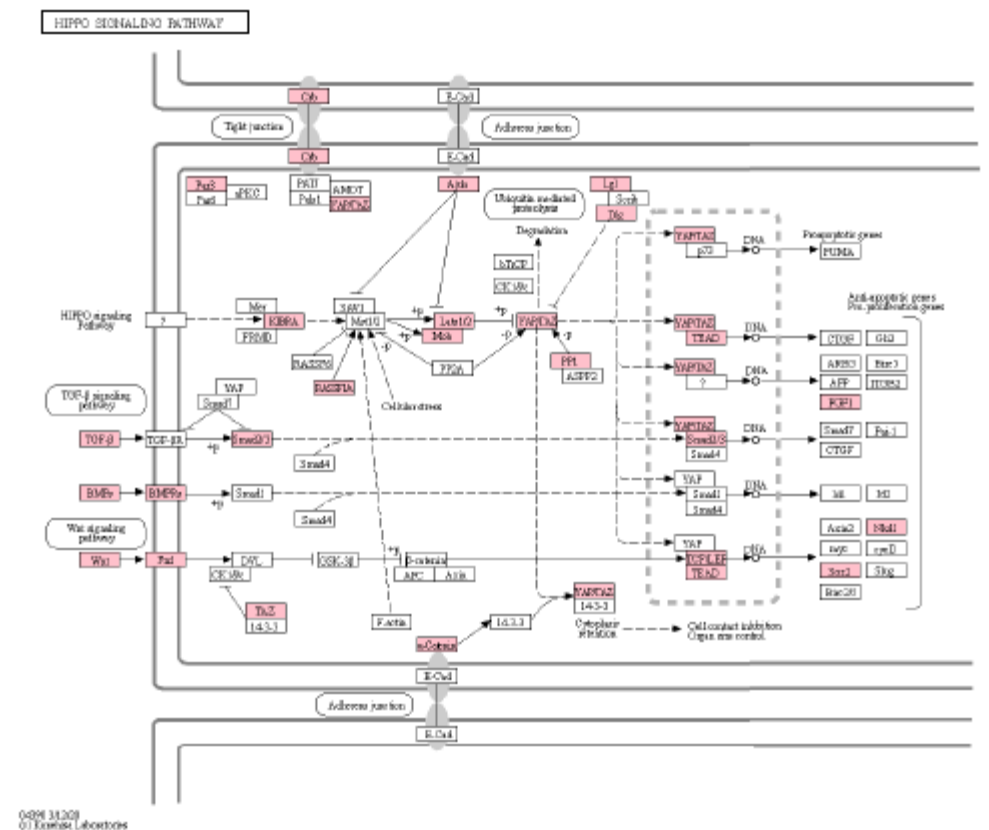 HIPPO SIGNALING PATHWAY
Crb
E-Cad
Tight junction
Adherens junction
Crb
E-Cad
Par3
Par6
aPKC
PATJ
Pals1
AMOT
YAP/TAZ
Ajuba
Ubiquitin mediated
proteolysis
Lgl
Scrib
Dlg
Degradation
YAP/TAZ
p73
DNA
Proapoptotic genes
PUMA
bTrCP
CK1δ/ε
Anti-apoptotic genes
Pro-proliferation genes
HIPPO signaling
Pathway
?
Mer
KIBRA
FRMD
SAV1
Mst1/2
+p
+p
Lats1/2
Mob
-p
-p
+p
YAP/TAZ
-p
YAP/TAZ
TEAD
DNA
CTGF
Gli2
RASSF6
RASSF1A
PP2A
PP1
ASPP2
YAP/TAZ
?
DNA
AREG
Birc5
AFP
ITGB2
FGF1
Cellular stress
TGF-β signaling
pathway
YAP
Smad7
TGF-β
TGF-βR
+p
Smad2/3
Smad4
YAP/TAZ
Smad2/3
Smad4
DNA
Smad7
Pai-1
CTGF
BMPs
BMPRs
+p
Smad1
Smad4
YAP
Smad1
Smad4
DNA
Id1
Id2
Wnt signaling
pathway
Wnt
Fzd
DVL
CK1δ/ε
GSK-3β
+p
β-catenin
APC
Axin
YAP
TCF/LEF
TEAD
DNA
Axin2
Nkd1
myc
cycD
Sox2
Slug
Birc2/3
TAZ
14-3-3
F-actin
α-Catenin
14-3-3
YAP/TAZ
14-3-3
Cytoplasmic
retention
Cell contact inhibition
Organ size control
E-Cad
Adherens junction
E-Cad
04390
(c) Kanehisa Laboratories